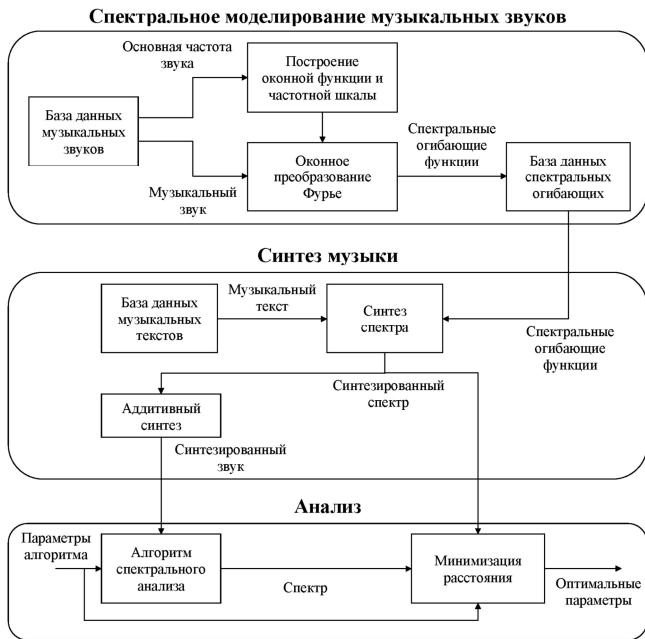 Спектральное моделирование музыкальных звуков
Основная частота
звука
Построение
оконной функции и
частотной шкалы
База данных
музыкальных
звуков
Спектральные
огибающие
функции
Оконное
преобразование
Фурье
База данных
спектральных
огибающих
Музыкальный
звук
Синтез музыки
База данных
музыкальных
текстов
Музыкальный
текст
Синтез
спектра
Спектральные
огибающие
функции
Синтезированный
спектр
Аддитивный
синтез
Синтезированный
звук
Анализ
Параметры
алгоритма
Алгоритм
спектрального
анализа
Спектр
Минимизация
расстояния
Оптимальные
параметры